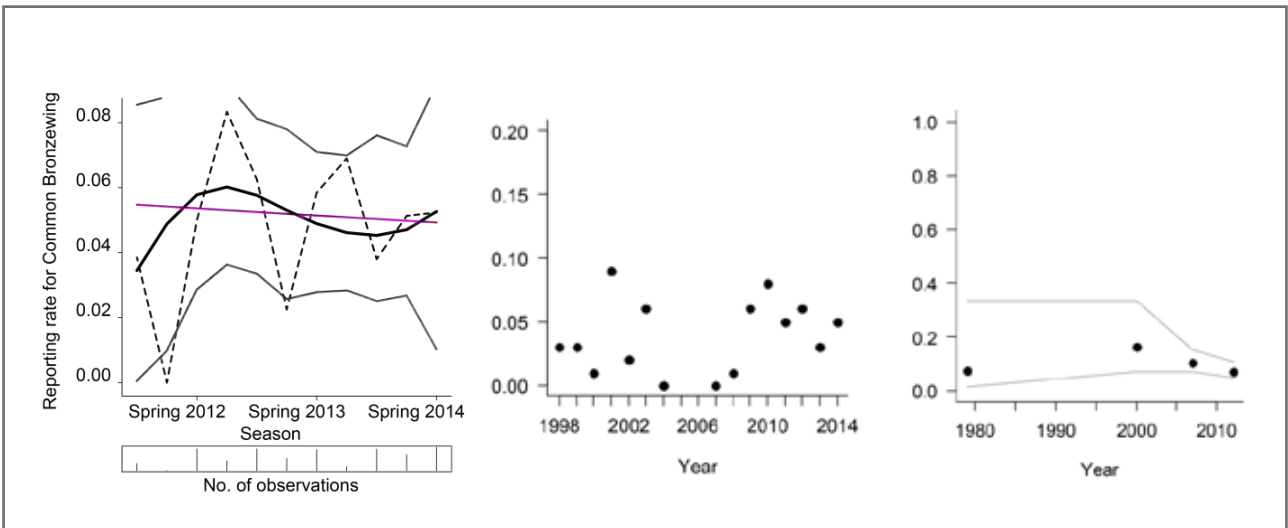 Reporting rate for Common Bronzewing
0.08
0.06
0.04
0.02
0.00
Spring 2012 Spring 2013 Spring 2014
Season
No. of observations
0.20
0.15
0.10
0.05
0.00
1998 2002 2006 2010 2014
Year
1.0
0.8
0.6
0.4
0.2
0.0
1980 1990 2000 2010
Year